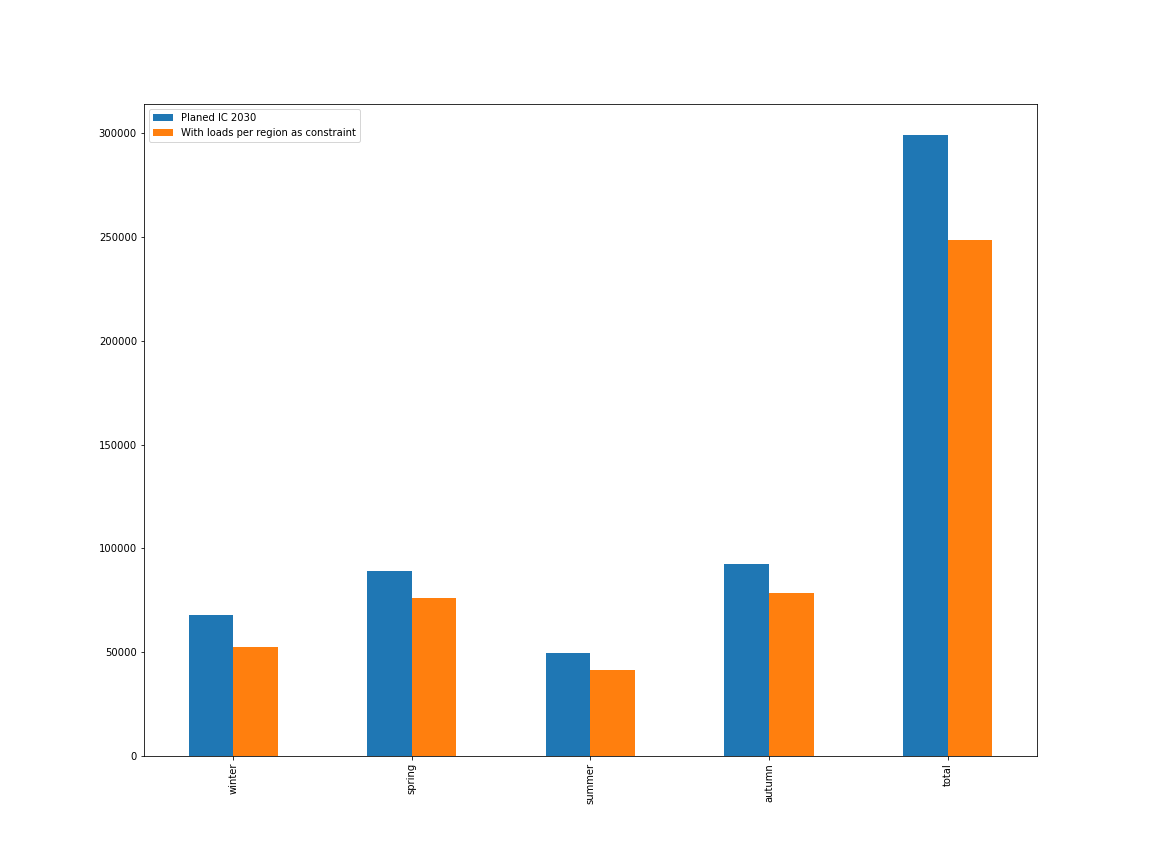 Planed IC 2030
With loads per region as constraint
300000
250000
200000
150000
100000
50000
0
winter
spring
summer
autumn
total